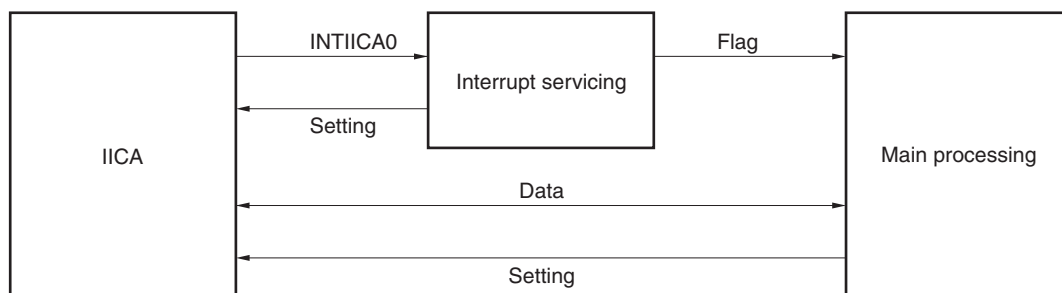 INTIICA0
Flag
Interrupt servicing
Setting
IICA
Main processing
Data
Setting